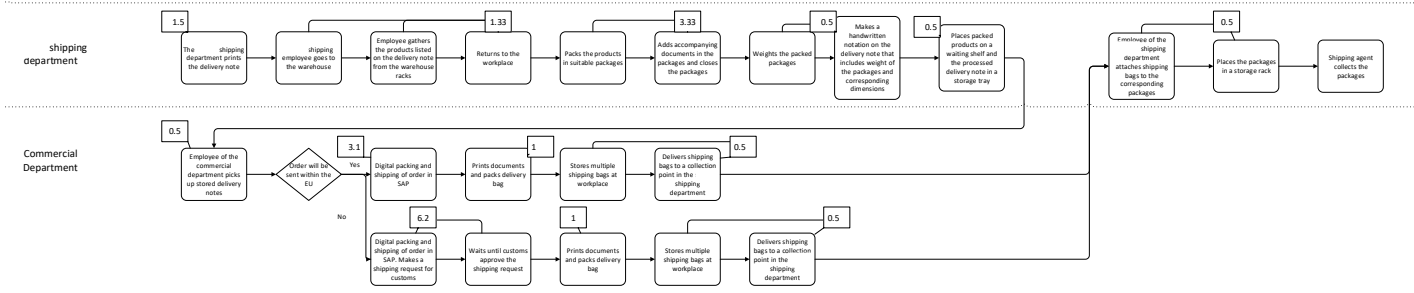 1.5
1.33
3.33
0.5
0.5
0.5
shipping
department
The shipping
department prints
the delivery note
shipping
employee goes to
the warehouse
Employee gathers
the products listed
on the delivery note
from the warehouse
racks
Returns to the
workplace
Packs the products
in suitable packages
Adds accompanying
documents in the
packages and closes
the packages
Weights the packed
packages
Makes a
handwritten
notation on the
delivery note that
includes weight of
the packages and
corresponding
dimensions
Places packed
products on a
waiting shelf and
the processed
delivery note in a
storage tray
Employee of the
shipping
department
attaches shipping
bags to the
corresponding
packages
Places the packages
in a storage rack
Shipping agent
collects the
packages
Commercial
Department
0.5
Employee of the
commercial
department picks
up stored delivery
notes
Order will be
sent within the
EU
Yes
3.1
Digital packing and
shipping of order in
SAP
1
Prints documents
and packs delivery
bag
Stores multiple
shipping bags at
workplace
0.5
Delivers shipping
bags to a collection
point in the
shipping
department
No
6.2
Digital packing and
shipping of order in
SAP. Makes a
shipping request for
customs
Waits until customs
approve the
shipping request
1
Prints documents
and packs delivery
bag
Stores multiple
shipping bags at
workplace
0.5
Delivers shipping
bags to a collection
point in the
shipping
department